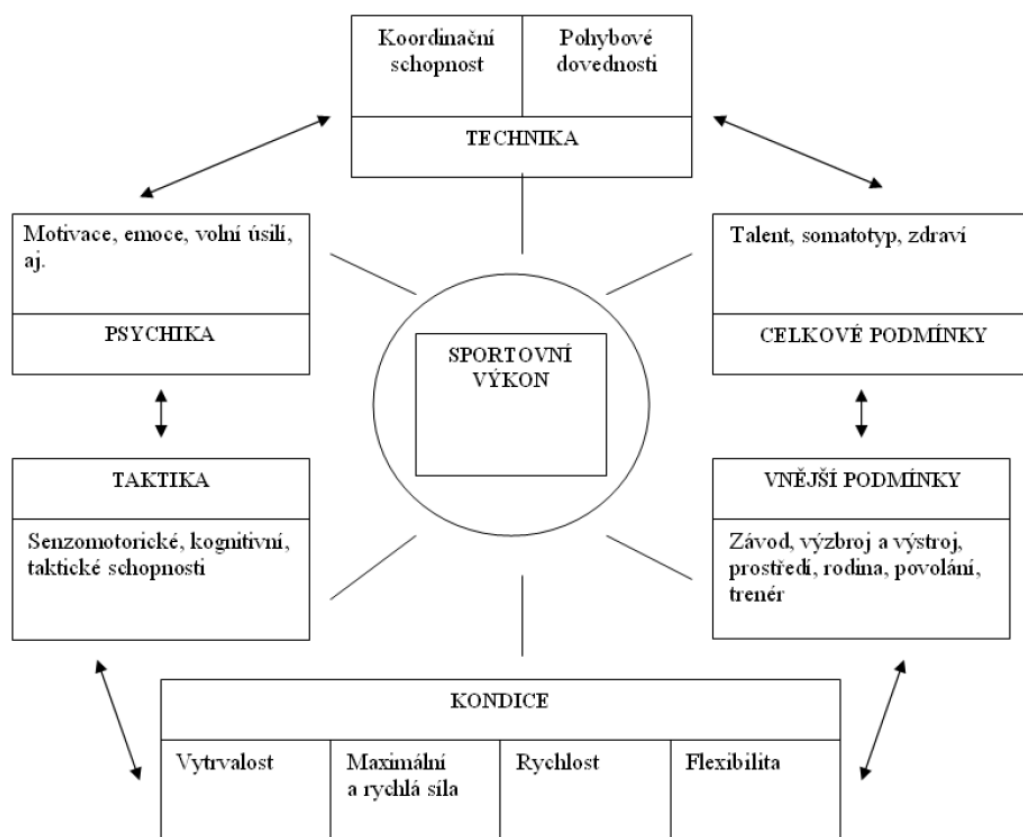 Koordinační
schopnost
Pohybové
dovednosti
TECHNIKA
Motivace, emoce, volní úsilí,
aj.
PSYCHIKA
Talent, somatotyp, zdraví
CELKOVÉ PODMÍNKY
SPORTOVNÍ
VÝKON
TAKTIKA
Senzomotorické, kognitivní,
taktické schopnosti
VNĚJŠÍ PODMÍNKY
Závod, výzbroj a výstroj,
prostředí, rodina, povolání,
trenér
KONDICE
Vytrvalost
Maximální
a rychlá síla
Rychlost
Flexibilita